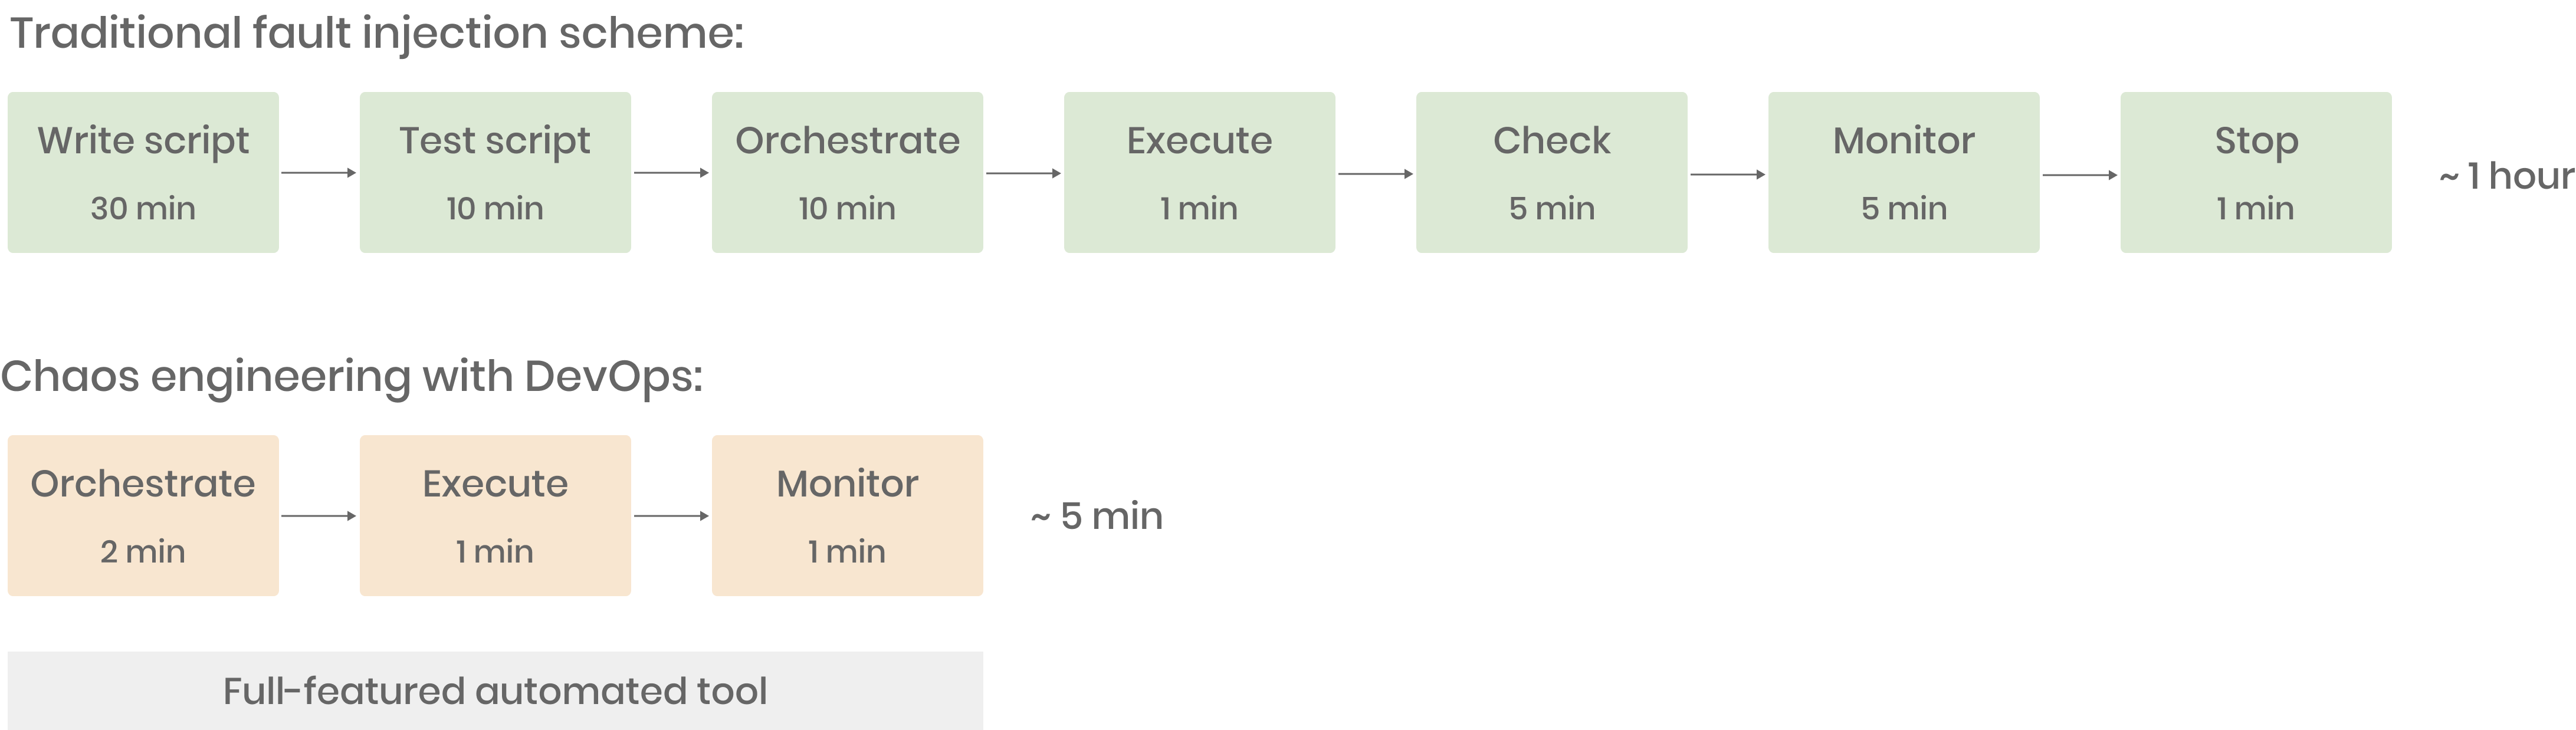 Traditional fault injection scheme:
Write script
30 min
Test script
10 min
Orchestrate
10 min
Execute
1 min
Check
5 min
Monitor
5 min
Stop
1 min
~ 1 hour
Chaos engineering with DevOps:
Orchestrate
2 min
Execute
1 min
Monitor
1 min
~ 5 min
Full-featured automated tool